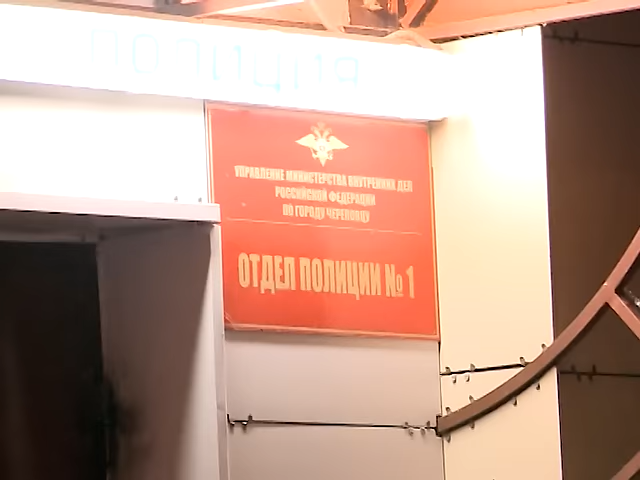 ПОЛИЦИЯ
УПРАВЛЕНИЕ МИНИСТЕРСТВА ВНУТРЕННИХ ДЕЛ
РОССИЙСКОЙ ФЕДЕРАЦИИ
ПО ГОРОДУ ЧЕРЕПОВЦУ
ОТДЕЛ ПОЛИЦИИ № 1